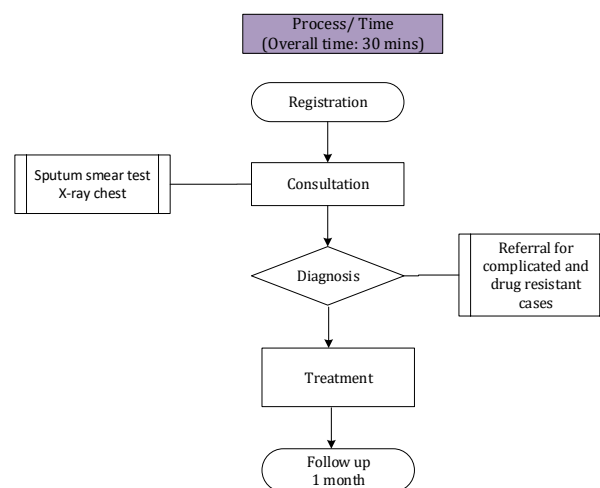 Process/ Time
(Overall time: 30 mins)
Registration
Sputum smear test
X-ray chest
Consultation
Diagnosis
Referral for
complicated and
drug resistant
cases
Treatment
Follow up
1 month